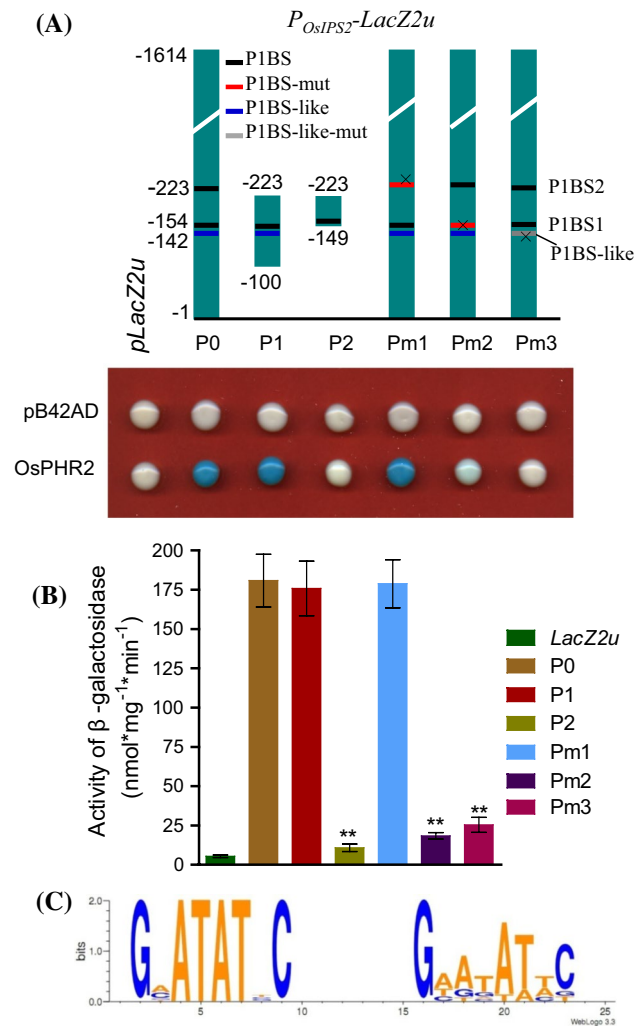 (A)
P_OsIPS2-LacZ2u
-1614
P1BS
P1BS-mut
P1BS-like
P1BS-like-mut
-223 -223 -223 P1BS2
-154 P1BS1
-142 -149 P1BS-like
-100
-1
pLacZ2u P0 P1 P2 Pm1 Pm2 Pm3
pB42AD
OsPHR2
(B)
Activity of β -galactosidase
(nmol*mg⁻¹*min⁻¹)
200
175
150
125
100
75
50
25
0
** ** **
LacZ2u
P0
P1
P2
Pm1
Pm2
Pm3
(C)
bits
2.0
1.0
0.0
G ATAT C G A AT C
5 10 15 20 25
WebLogo 3.3